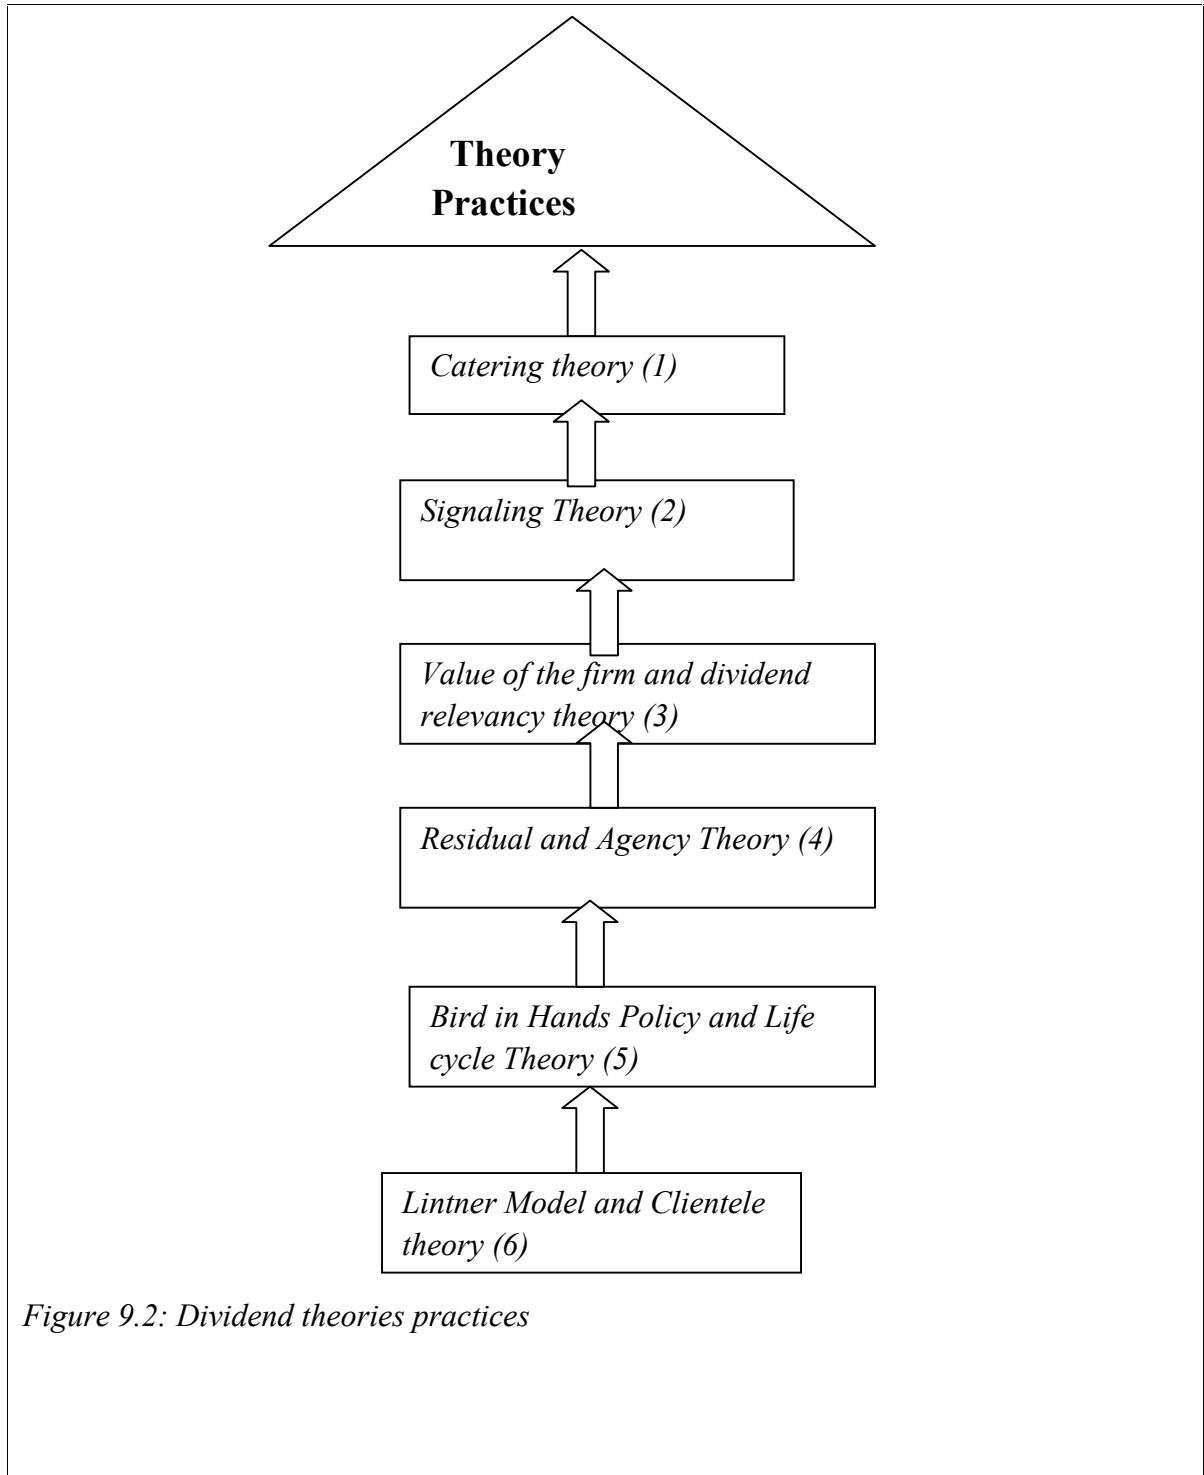 Theory
Practices
Catering theory (1)
Signaling Theory (2)
Value of the firm and dividend
relevancy theory (3)
Residual and Agency Theory (4)
Bird in Hands Policy and Life
cycle Theory (5)
Lintner Model and Clientele
theory (6)
Figure 9.2: Dividend theories practices